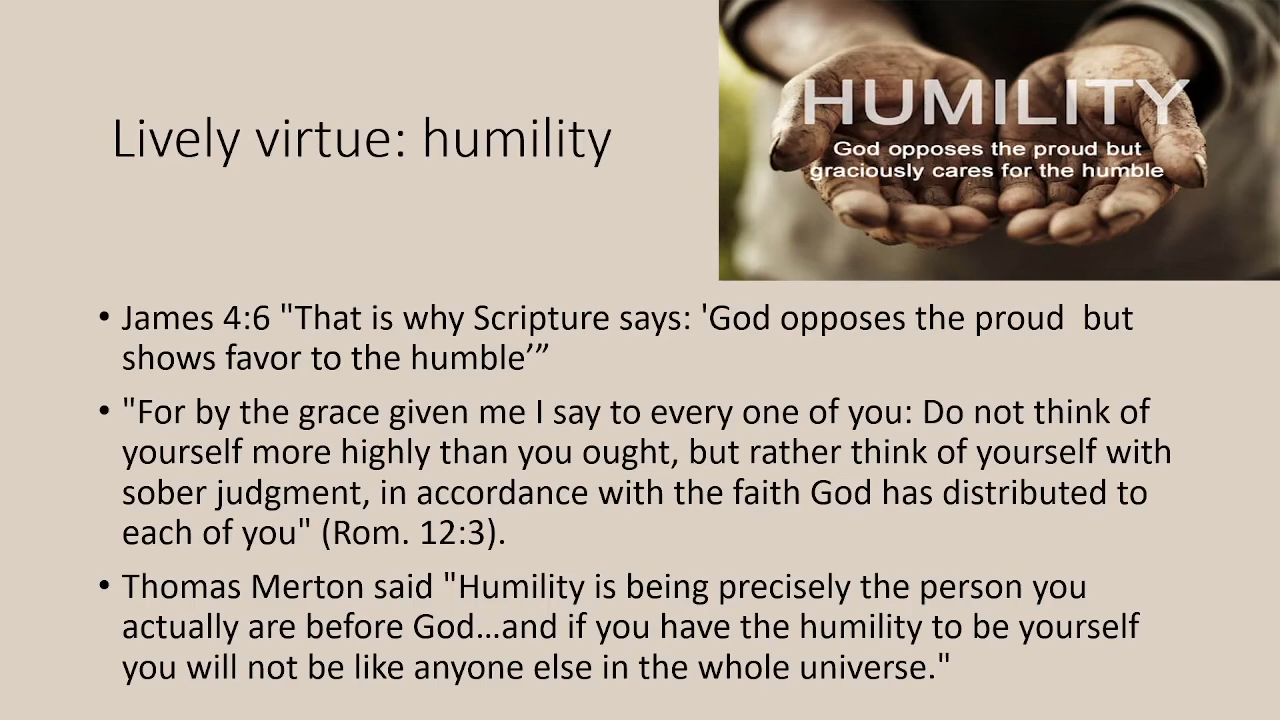 Lively virtue: humility
HUMILITY
God opposes the proud but
graciously cares for the humble
• James 4:6 "That is why Scripture says: 'God opposes the proud  but
shows favor to the humble’”
• "For by the grace given me I say to every one of you: Do not think of
yourself more highly than you ought, but rather think of yourself with
sober judgment, in accordance with the faith God has distributed to
each of you" (Rom. 12:3).
• Thomas Merton said "Humility is being precisely the person you
actually are before God…and if you have the humility to be yourself
you will not be like anyone else in the whole universe."